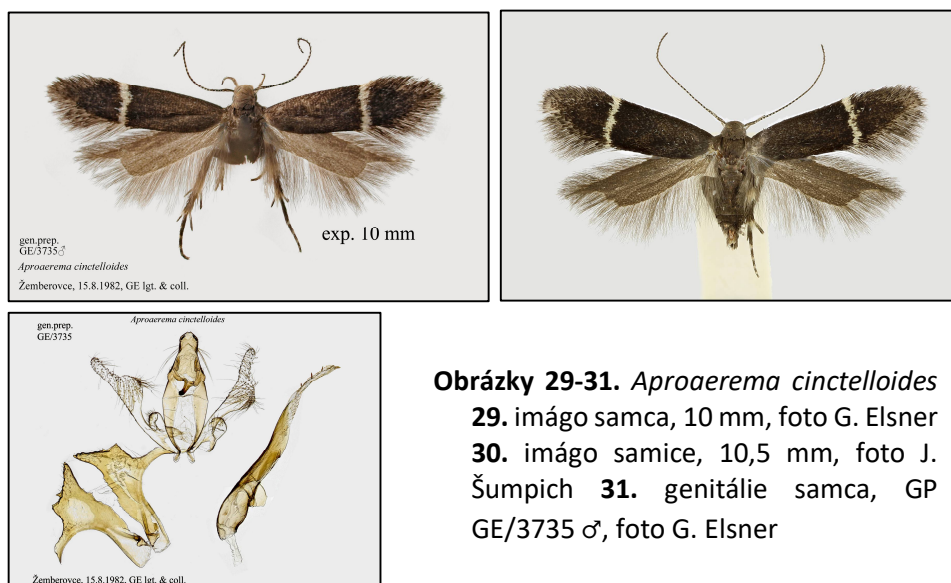 exp. 10 mm
gen.prep.
GE/3735♂
Aproaerema cinctelloides
Žemberovce, 15.8.1982, GE lgt. & coll.
gen.prep.
GE/3735
Aproaerema cinctelloides
Žemberovce, 15.8.1982, GE lgt. & coll.
Obrázky 29-31. Aproaerema cinctelloides
29. imágo samca, 10 mm, foto G. Elsner
30. imágo samice, 10,5 mm, foto J.
Šumpich 31. genitálie samca, GP
GE/3735 ♂, foto G. Elsner